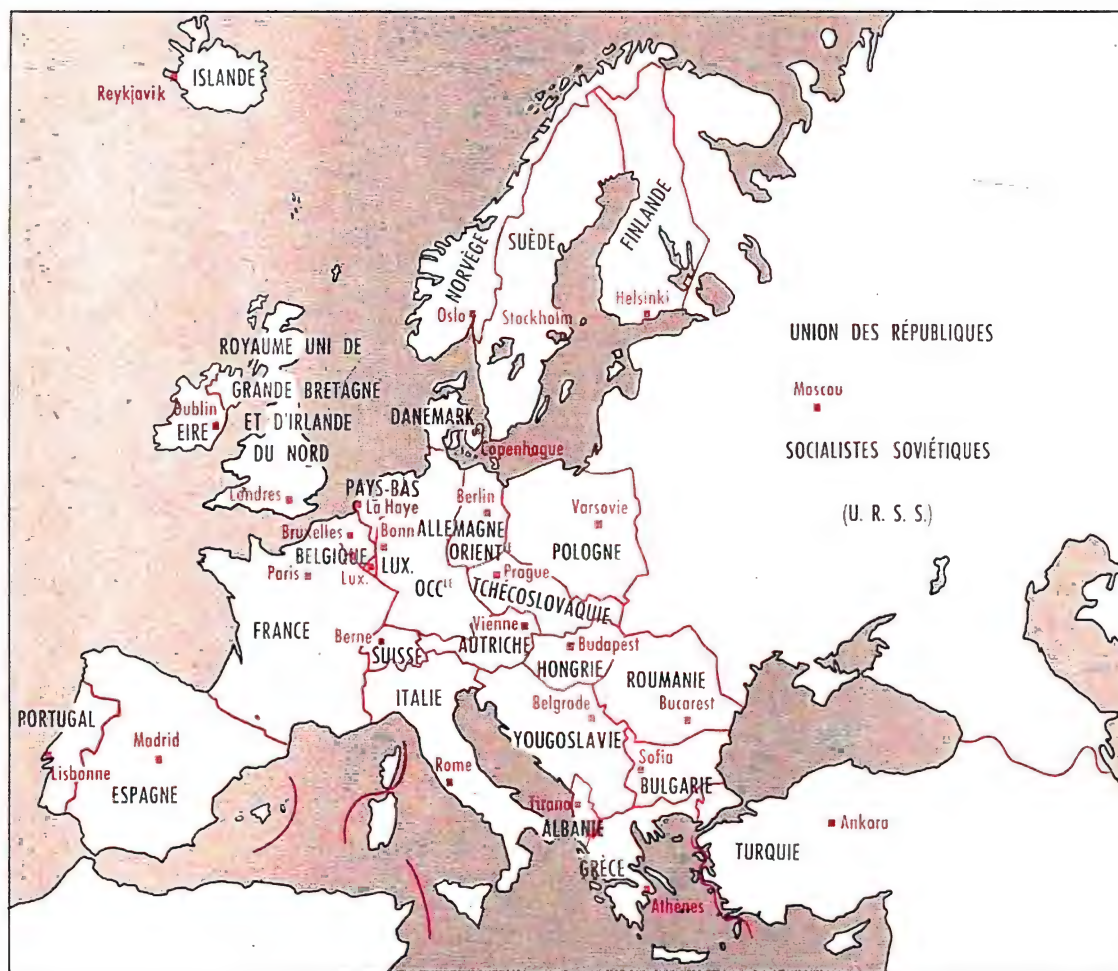 ISLANDE
Reykjavik
NORVÈGE
SUÈDE
FINLANDE
Oslo
Stockholm
Helsinki
ROYAUME UNI DE
GRANDE BRETAGNE
ET D'IRLANDE
DU NORD
Dublin
EIRE
Londres
DANEMARK
Copenhague
UNION DES RÉPUBLIQUES
Moscou
SOCIALISTES SOVIÉTIQUES
(U. R. S. S.)
PAYS-BAS
La Haye
Berlin
Varsovie
Bruxelles
Bonn
ALLEMAGNE
ORIENTLE
POLOGNE
BELGIQUE
LUX.
Lux.
Paris
OCCLE
Prague
TCHÉCOSLOVAQUIE
FRANCE
Berne
SUISSE
Vienne
AUTRICHE
Budapest
HONGRIE
ITALIE
ROUMANIE
Belgrade
Bucarest
PORTUGAL
Madrid
Lisbonne
ESPAGNE
Rome
YOUGOSLAVIE
Sofia
BULGARIE
Tirana
ALBANIE
Ankara
TURQUIE
GRÈCE
Athènes